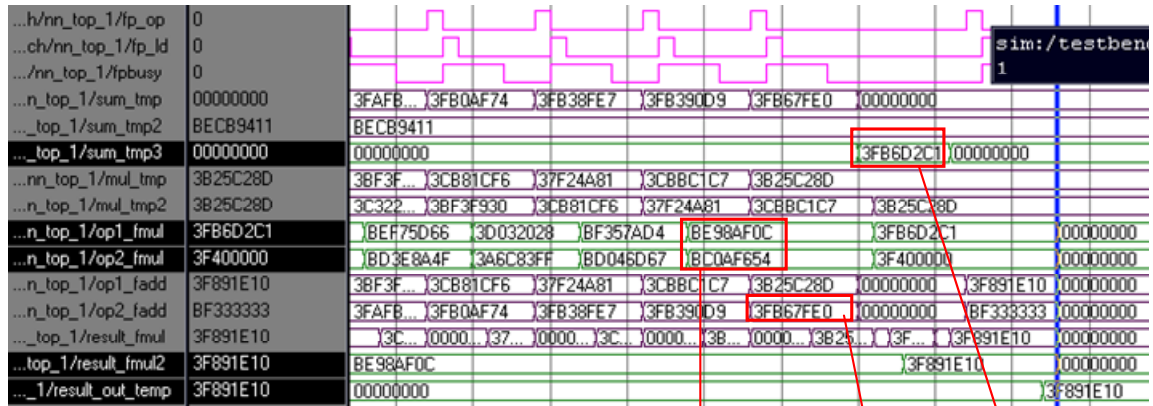 ...h/nn_top_1/fp_op 0
...ch/nn_top_1/fp_ld 0
sim:/testben
.../nn_top_1/fpbusy 0
1
...n_top_1/sum_tmp 00000000 3FAFB... 3FB0AF74 3FB38FE7 3FB390D9 3FB67FE0 00000000
..._top_1/sum_tmp2 BECB9411 BECB9411
..._top_1/sum_tmp3 00000000 00000000 3FB6D2C1 00000000
...nn_top_1/mul_tmp 3B25C28D 3BF3F... 3CB81CF6 37F24A81 3CBBC1C7 3B25C28D
...n_top_1/mul_tmp2 3B25C28D 3C322... 3BF3F930 3CB81CF6 37F24A81 3CBBC1C7 3B25C28D
...n_top_1/op1_fmul 3FB6D2C1 BEF75D66 3D032028 BF357AD4 BE98AF0C 3FB6D2C1 00000000
...n_top_1/op2_fmul 3F400000 BD3E8A4F 3A6C83FF BD046D67 BC0AF654 3F400000 00000000
...n_top_1/op1_fadd 3F891E10 3BF3F... 3CB81CF6 37F24A81 3CBBC1C7 3B25C28D 00000000 3F891E10 00000000
...n_top_1/op2_fadd BF333333 3FAFB... 3FB0AF74 3FB38FE7 3FB390D9 3FB67FE0 00000000 BF333333 00000000
..._top_1/result_fmul 3F891E10 3C... 0000... 37... 0000... 3C... 0000... 3B... 0000... 3B25... 3F... 3F891E10 00000000
...top_1/result_fmul2 3F891E10 BE98AF0C 3F891E10 00000000
..._1/result_out_temp 3F891E10 00000000 3F891E10